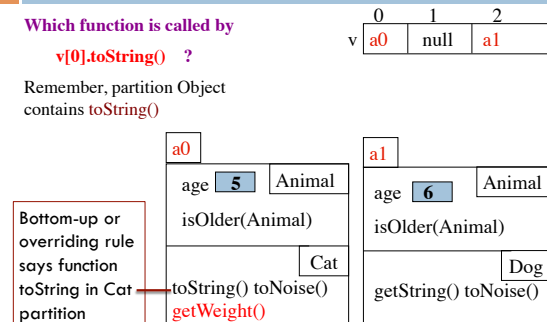 Which function is called by
v[0].toString() ?
Remember, partition Object
contains toString()
0 1 2
v a0 null a1
a0
age 5 Animal
isOlder(Animal)
Cat
toString() toNoise()
getWeight()
a1
age 6 Animal
isOlder(Animal)
Dog
getString() toNoise()
Bottom-up or
overriding rule
says function
toString in Cat
partition